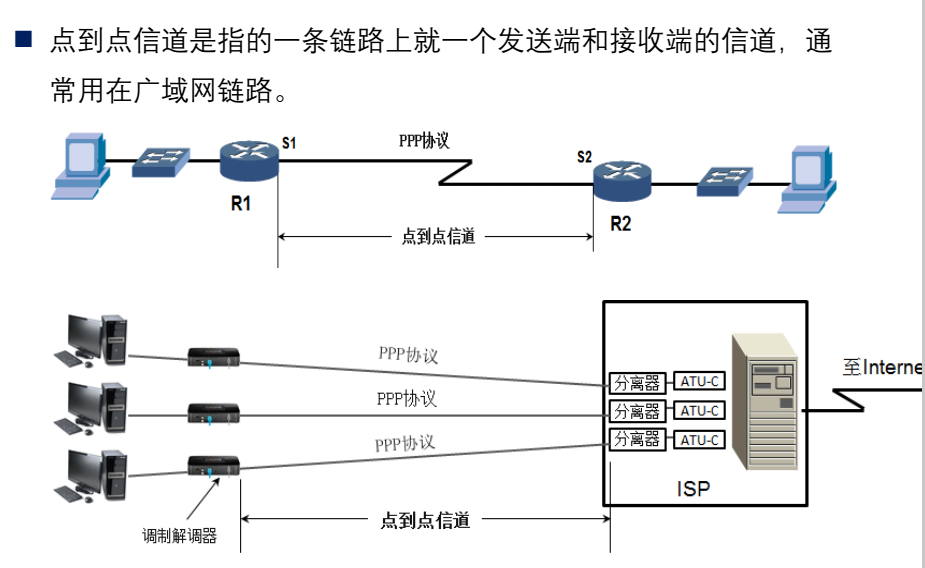 点到点信道是指的一条链路上就一个发送端和接收端的信道，通
常用在广域网链路。
S1
PPP协议
S2
R1
R2
点到点信道
PPP协议
至Interne
分离器
ATU-C
PPP协议
分离器
ATU-C
PPP协议
分离器
ATU-C
ISP
点到点信道
调制解调器